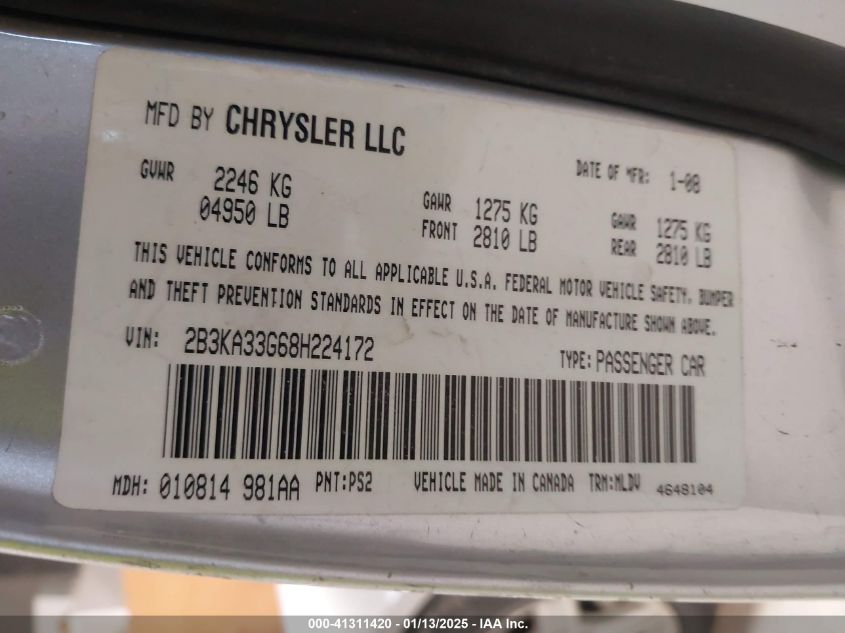 MFD BY CHRYSLER LLC
DATE OF MFR: 1-08
GVWR 2246 KG
04950 LB
GAWR 1275 KG
FRONT 2810 LB
GAWR 1275 KG
REAR 2810 LB
THIS VEHICLE CONFORMS TO ALL APPLICABLE U.S.A. FEDERAL MOTOR VEHICLE SAFETY, BUMPER
AND THEFT PREVENTION STANDARDS IN EFFECT ON THE DATE OF MANUFACTURE SHOWN ABOVE.
VIN: 2B3KA33G68H224172
TYPE: PASSENGER CAR
MDH: 010814 981AA PNT:PS2 VEHICLE MADE IN CANADA TRM:MLDV 4648104
000-41311420 | 01/13/2025 - IAA Inc.